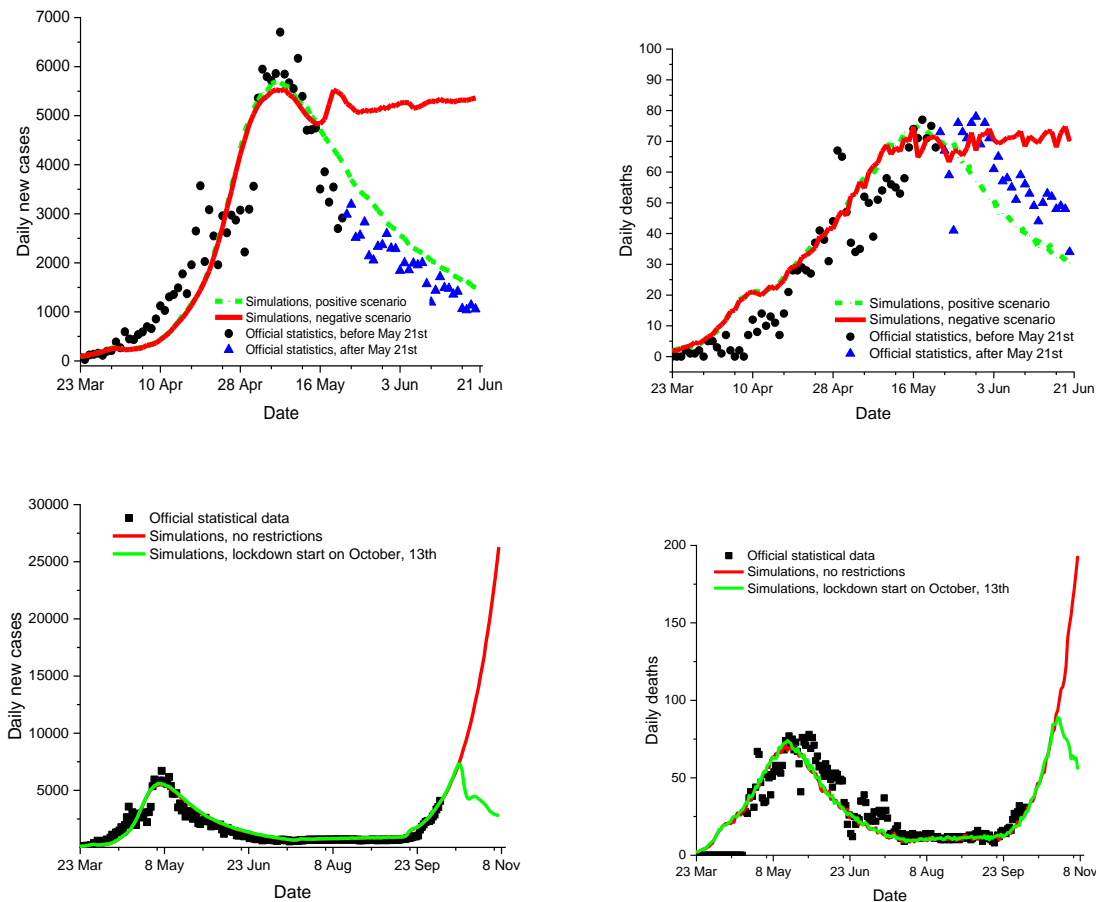 7000
6000
5000
4000
3000
2000
1000
0
Daily new cases
Simulations, positive scenario
Simulations, negative scenario
Official statistics, before May 21st
Official statistics, after May 21st
23 Mar 10 Apr 28 Apr 16 May 3 Jun 21 Jun
Date
100
80
60
40
20
0
Daily deaths
Simulations, positive scenario
Simulations, negative scenario
Official statistics, before May 21st
Official statistics, after May 21st
23 Mar 10 Apr 28 Apr 16 May 3 Jun 21 Jun
Date
30000
25000
20000
15000
10000
5000
Daily new cases
Official statistical data
Simulations, no restrictions
Simulations, lockdown start on October, 13th
23 Mar 8 May 23 Jun 8 Aug 23 Sep 8 Nov
Date
200
150
100
50
0
Daily deaths
Official statistical data
Simulations, no restrictions
Simulations, lockdown start on October, 13th
23 Mar 8 May 23 Jun 8 Aug 23 Sep 8 Nov
Date